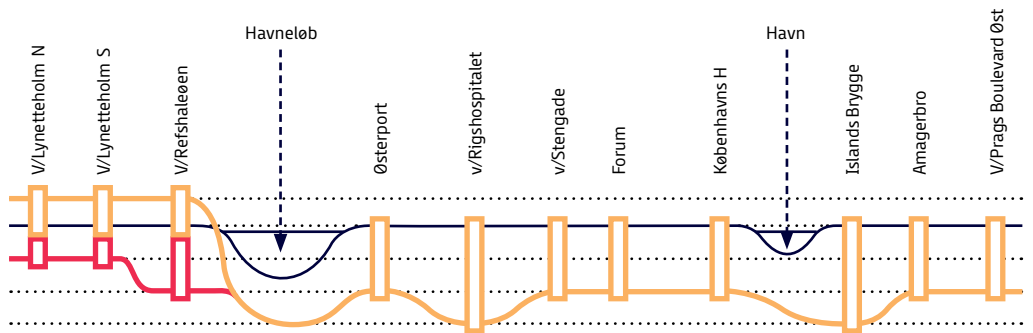 Havneløb
Havn
V/Lynetteholm N
V/Lynetteholm S
V/Refshaleøen
Østerport
v/Rigshospitalet
v/Stengade
Forum
Københavns H
Islands Brygge
Amagerbro
V/Prags Boulevard Øst